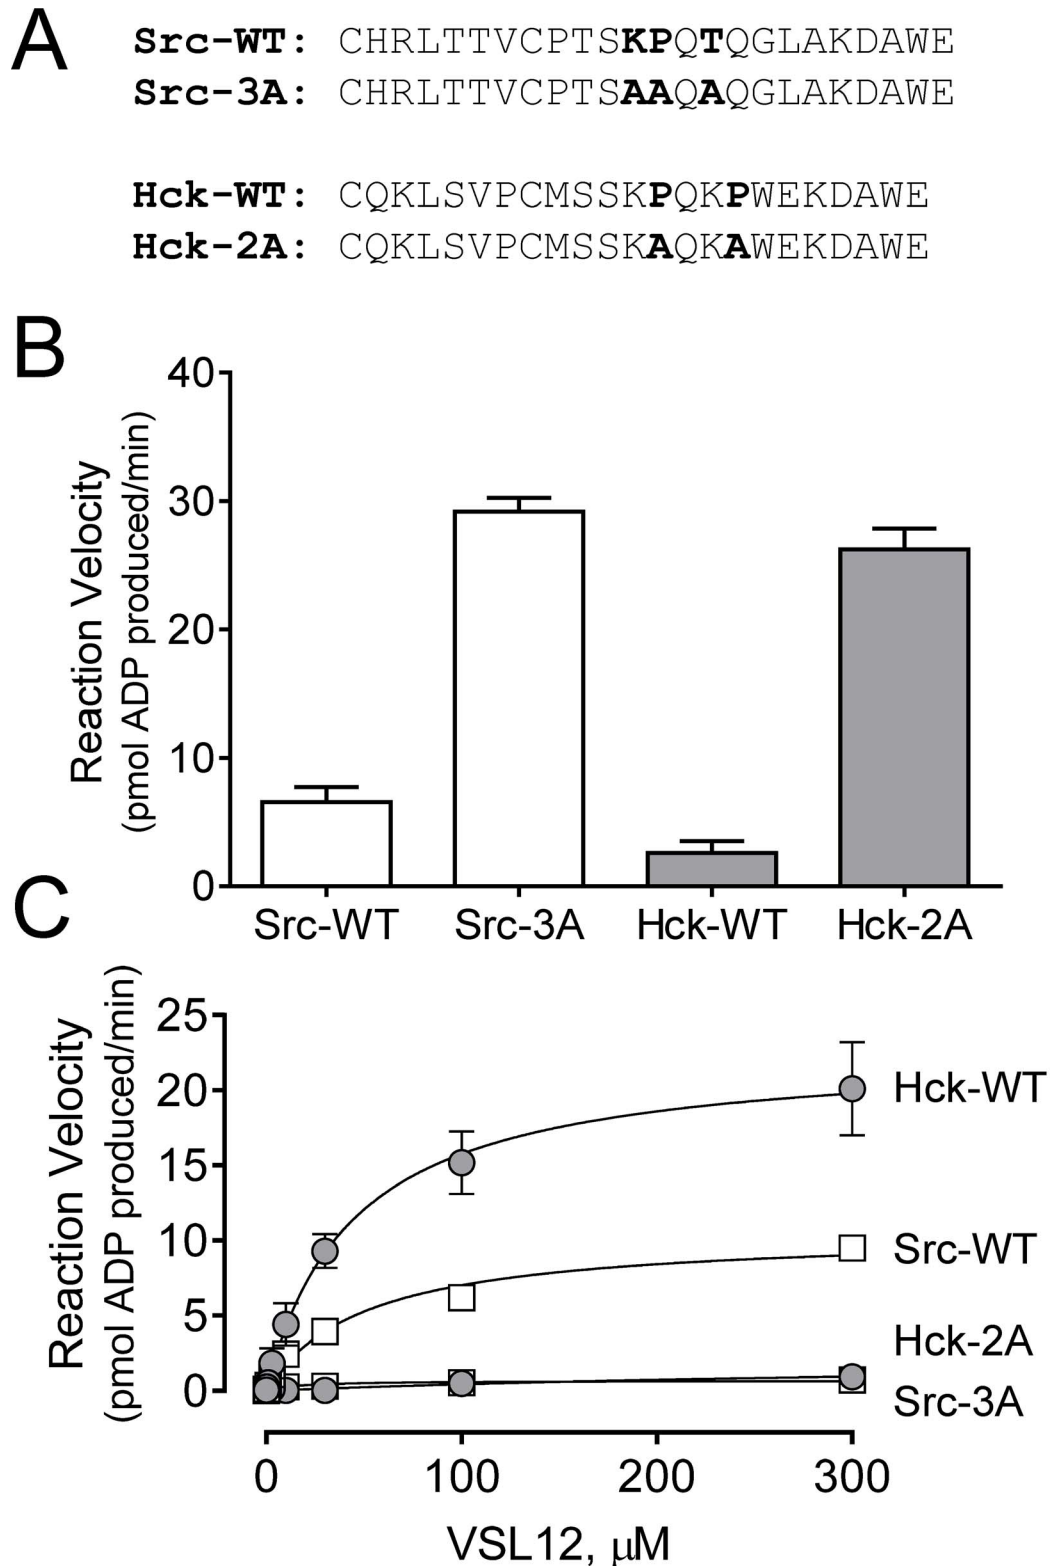 A
Src-WT: CHRLTTVCPTSKPQTQGLAKDAWE
Src-3A: CHRLTTVCPTSAAQAQGLAKDAWE
Hck-WT: CQKLSVPCMSSKPQKPWEKDAWE
Hck-2A: CQKLSVPCMSSKAQKAWEKDAWE
B
Reaction Velocity
(pmol ADP produced/min)
40
30
20
10
0
Src-WT Src-3A Hck-WT Hck-2A
C
Reaction Velocity
(pmol ADP produced/min)
25
20
15
10
5
0
Hck-WT
Src-WT
Hck-2A
Src-3A
0 100 200 300
VSL12, μM